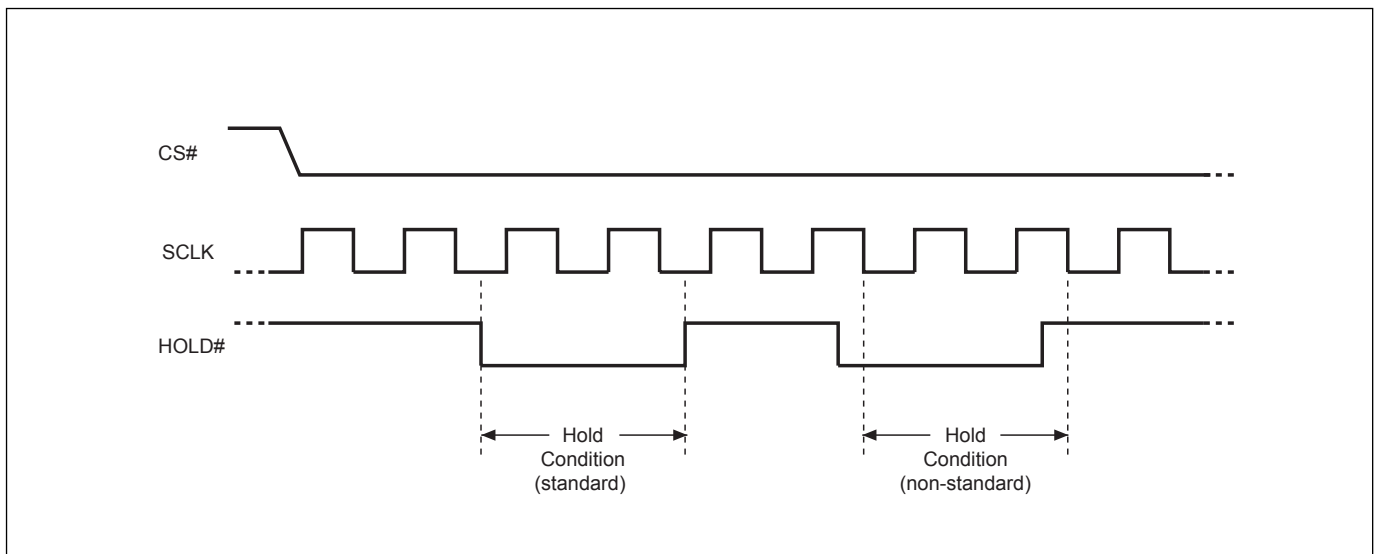 CS#
SCLK
HOLD#
Hold
Condition
(standard)
Hold
Condition
(non-standard)